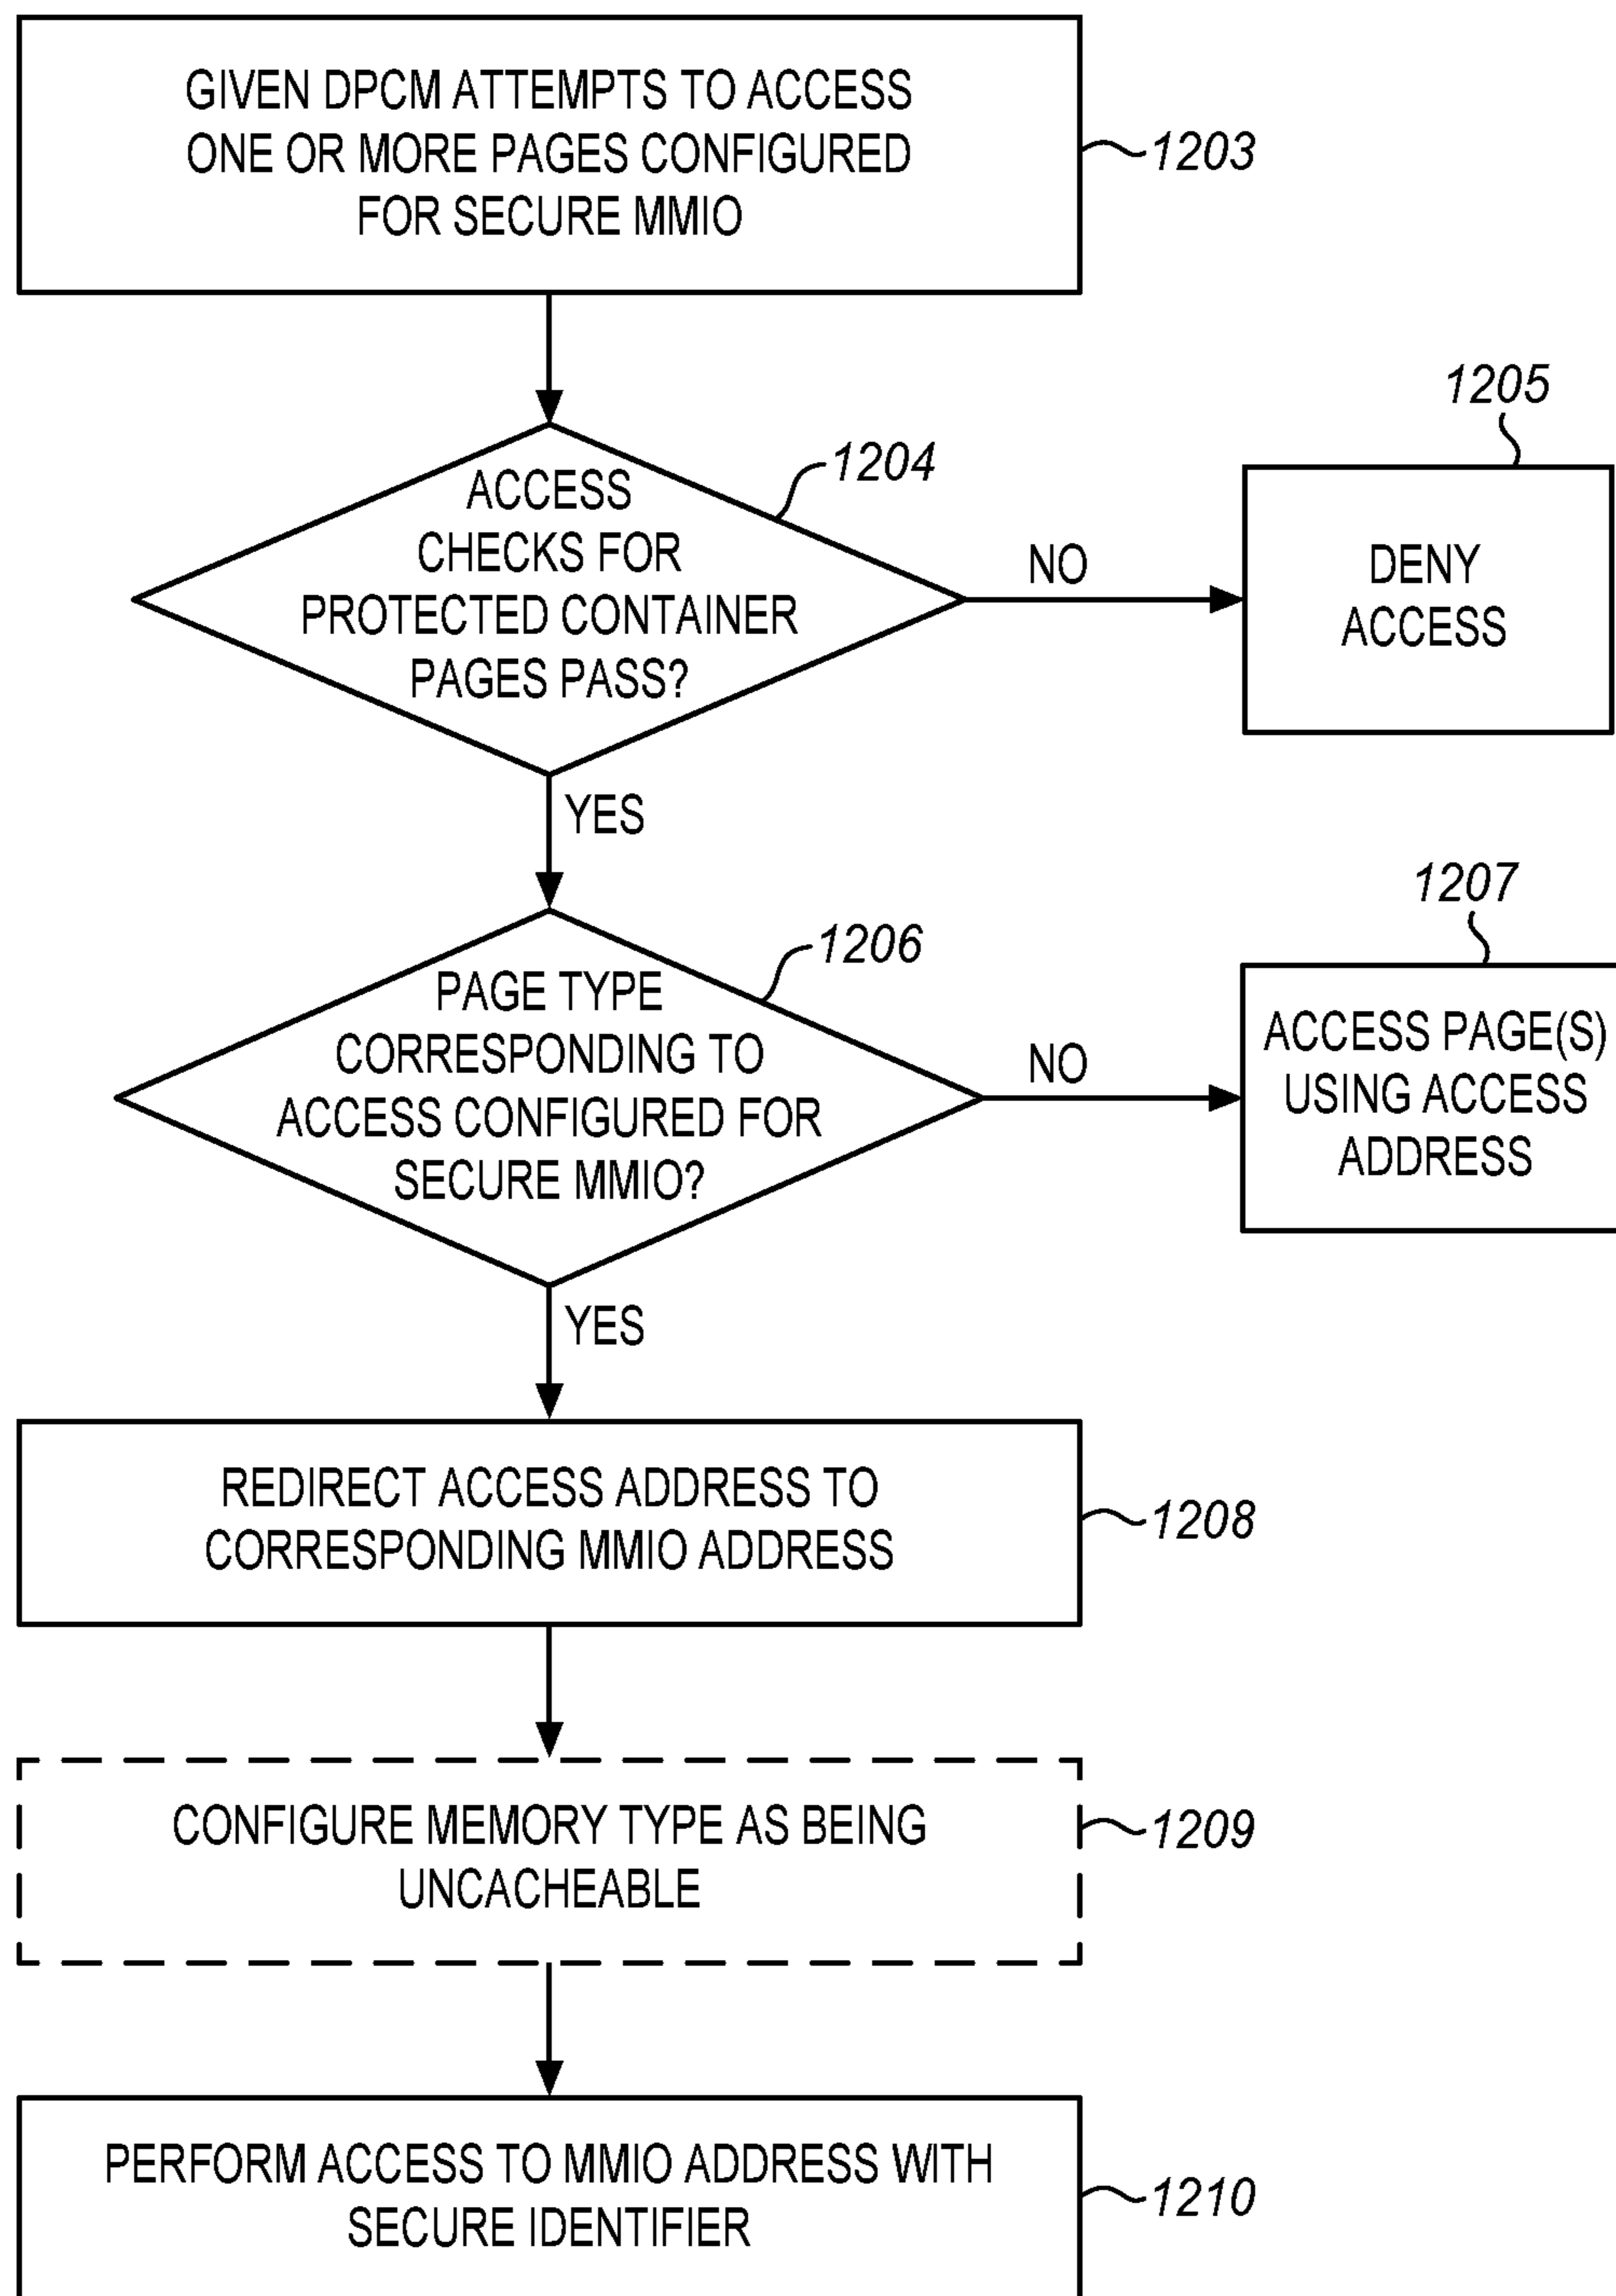 GIVEN DPCM ATTEMPTS TO ACCESS
ONE OR MORE PAGES CONFIGURED
FOR SECURE MMIO
1203
1205
1204
ACCESS
CHECKS FOR
PROTECTED CONTAINER
PAGES PASS?
NO
DENY
ACCESS
YES
1207
1206
PAGE TYPE
CORRESPONDING TO
ACCESS CONFIGURED FOR
SECURE MMIO?
NO
ACCESS PAGE(S)
USING ACCESS
ADDRESS
YES
REDIRECT ACCESS ADDRESS TO
CORRESPONDING MMIO ADDRESS
1208
CONFIGURE MEMORY TYPE AS BEING
UNCACHEABLE
1209
PERFORM ACCESS TO MMIO ADDRESS WITH
SECURE IDENTIFIER
1210